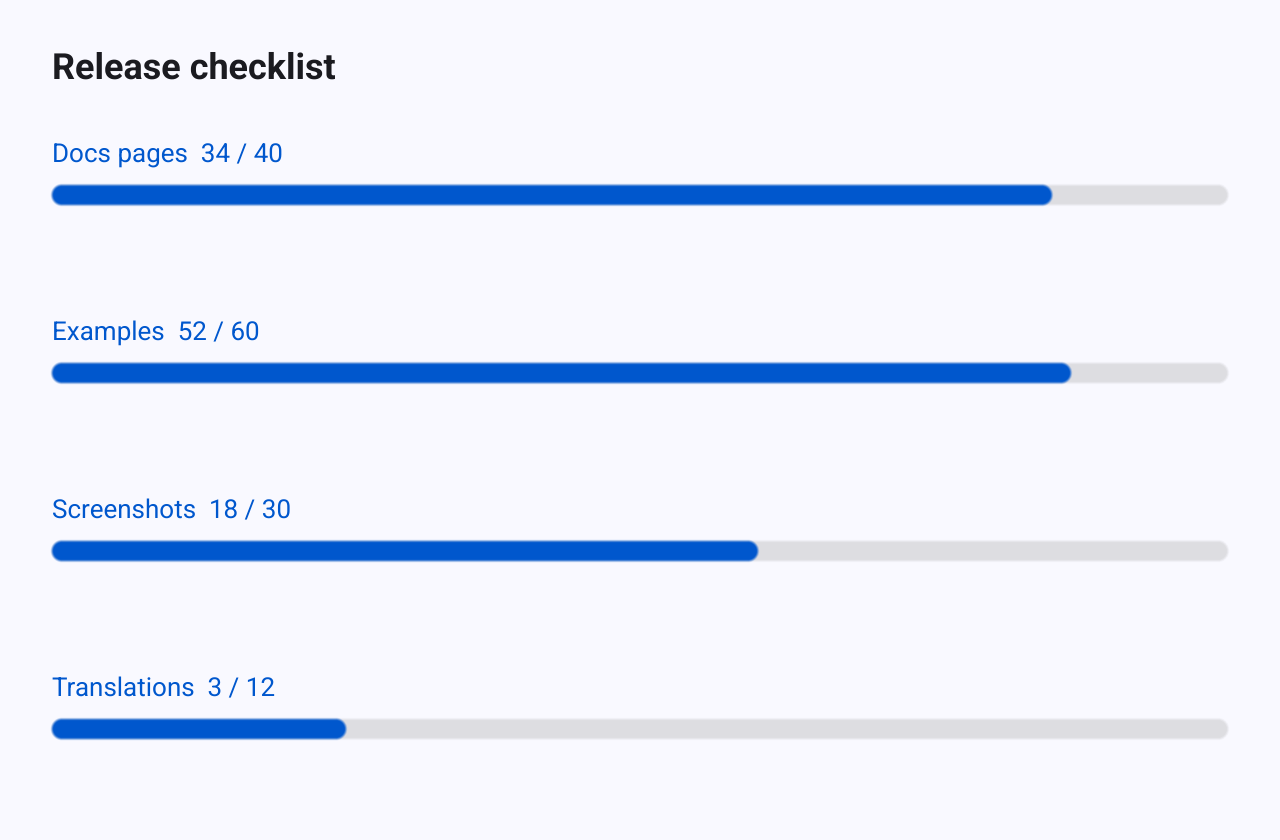 Release checklist
Docs pages 34 / 40
Examples 52 / 60
Screenshots 18 / 30
Translations 3 / 12